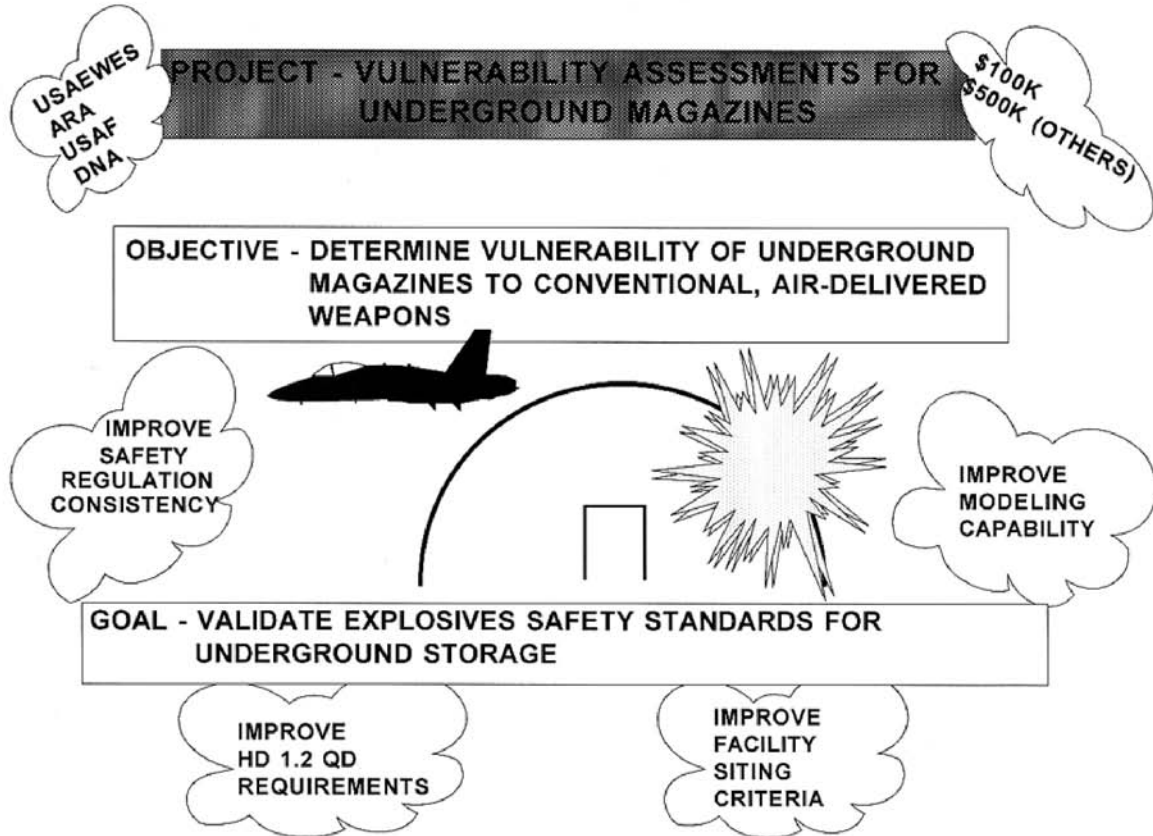 USAEWES
ARA
USAF
DNA
PROJECT - VULNERABILITY ASSESSMENTS FOR
UNDERGROUND MAGAZINES
$100K
$500K (OTHERS)
OBJECTIVE - DETERMINE VULNERABILITY OF UNDERGROUND
MAGAZINES TO CONVENTIONAL, AIR-DELIVERED
WEAPONS
IMPROVE
SAFETY
REGULATION
CONSISTENCY
IMPROVE
MODELING
CAPABILITY
GOAL - VALIDATE EXPLOSIVES SAFETY STANDARDS FOR
UNDERGROUND STORAGE
IMPROVE
HD 1.2 QD
REQUIREMENTS
IMPROVE
FACILITY
SITING
CRITERIA